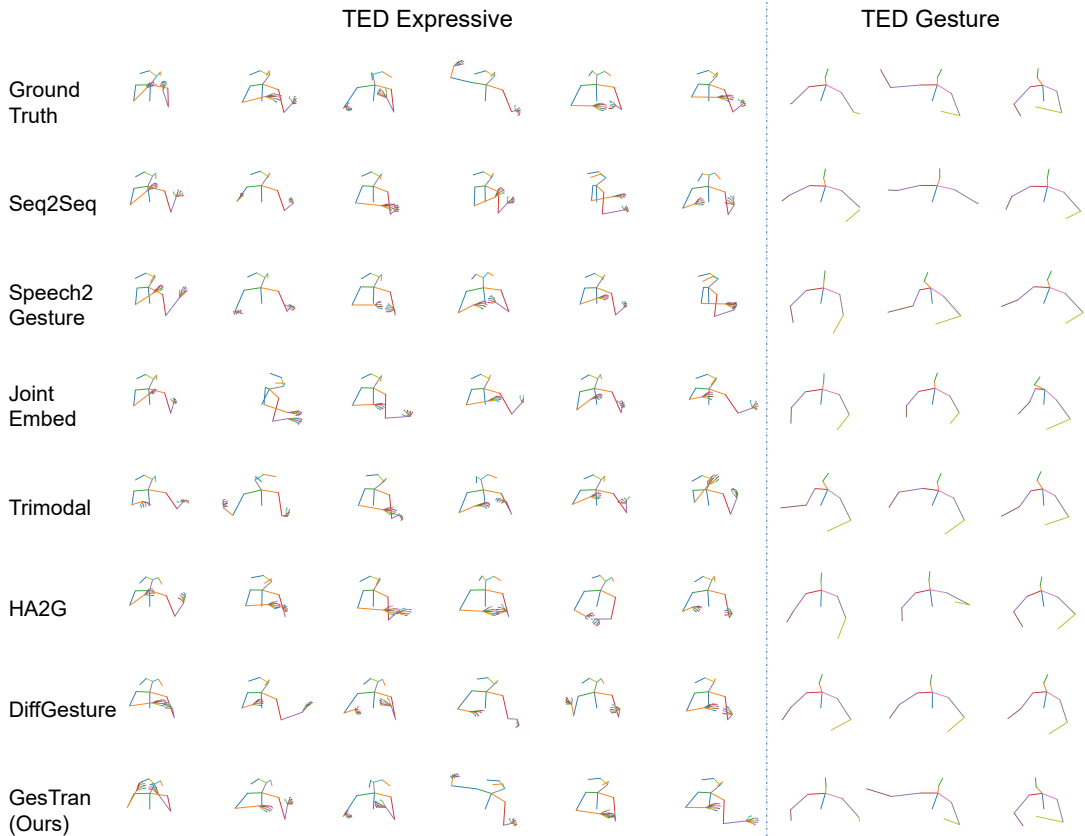 TED Expressive
TED Gesture
Ground
Truth
Seq2Seq
Speech2
Gesture
Joint
Embed
Trimodal
HA2G
DiffGesture
GesTran
(Ours)